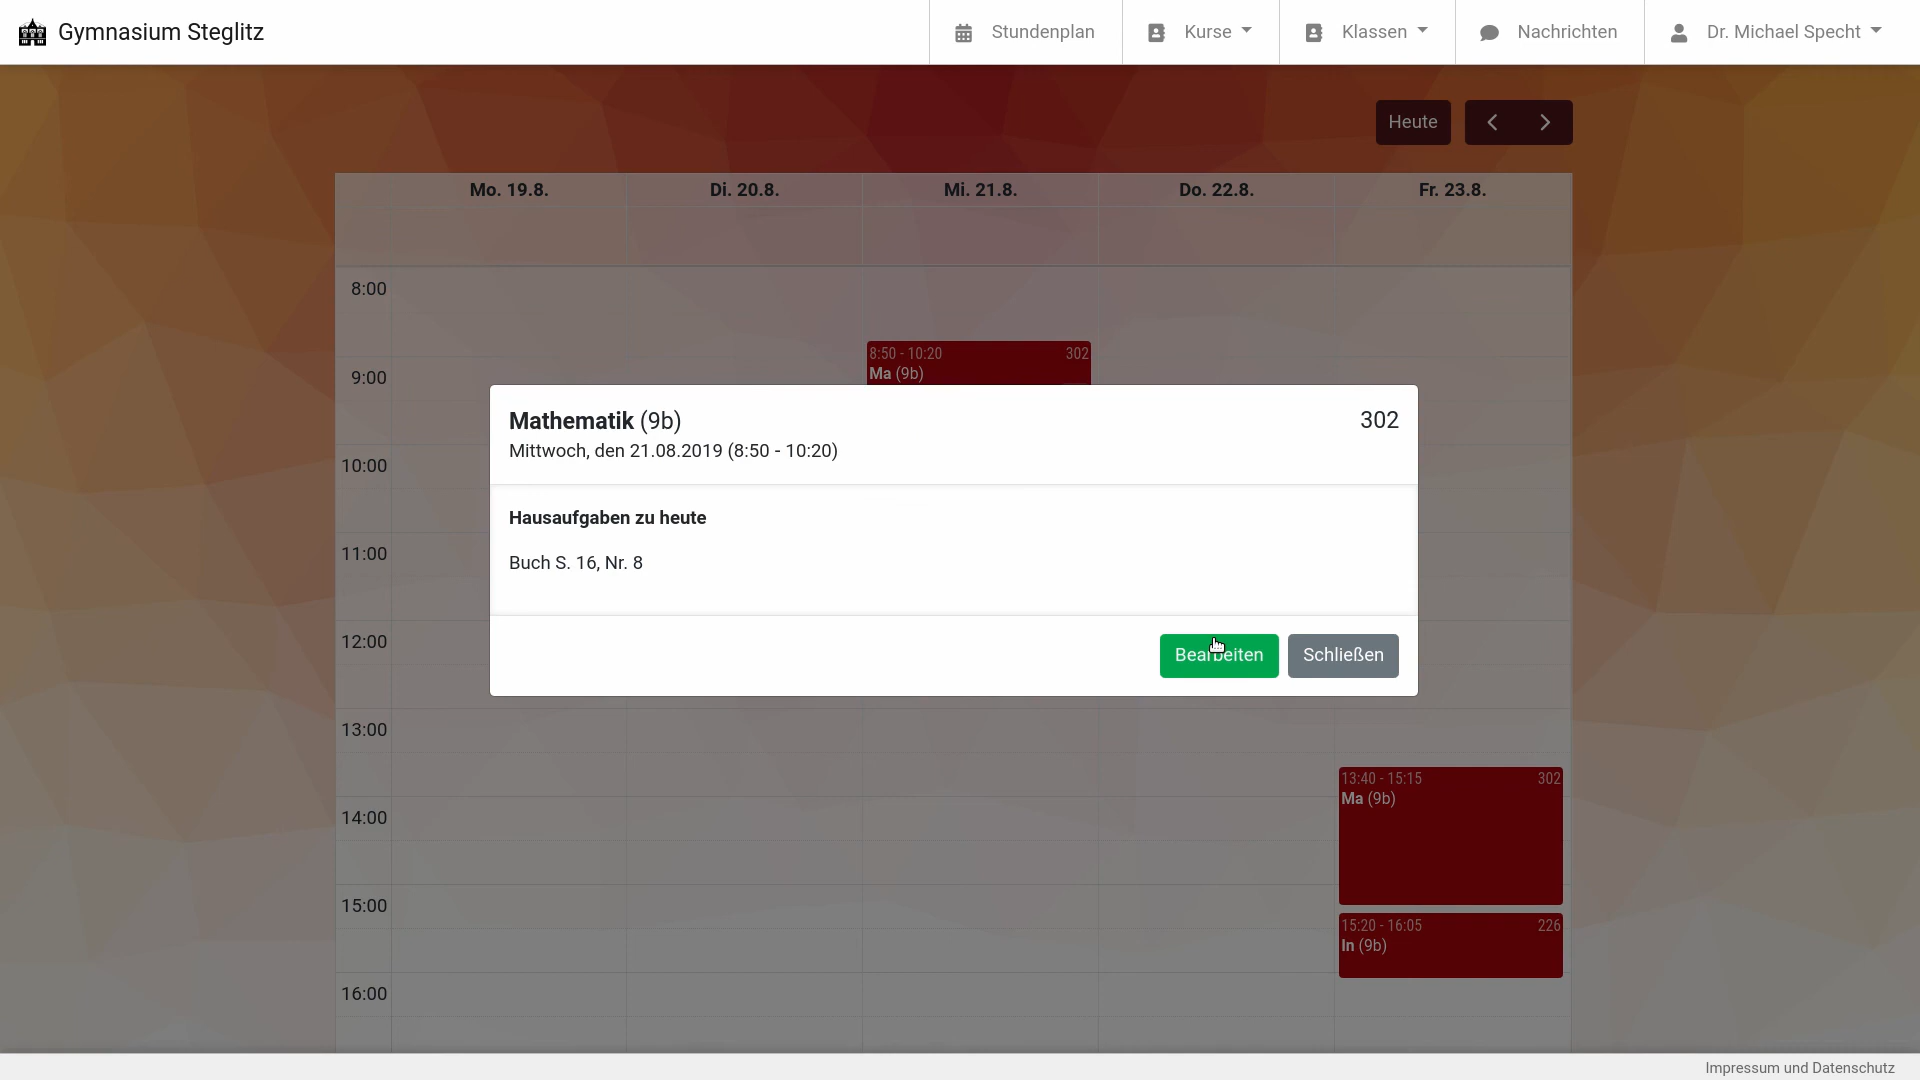 Gymnasium Steglitz
Stundenplan
Kurse
Klassen
Nachrichten
Dr. Michael Specht
Heute
Mo. 19.8.
Di. 20.8.
Mi. 21.8.
Do. 22.8.
Fr. 23.8.
8:00
8:50 - 10:20 302
Ma (9b)
9:00
Mathematik (9b) 302
Mittwoch, den 21.08.2019 (8:50 - 10:20)
10:00
Hausaufgaben zu heute
11:00
Buch S. 16, Nr. 8
12:00
Bearbeiten
Schließen
13:00
13:40 - 15:15 302
Ma (9b)
14:00
15:00
15:20 - 16:05 226
In (9b)
16:00
Impressum und Datenschutz